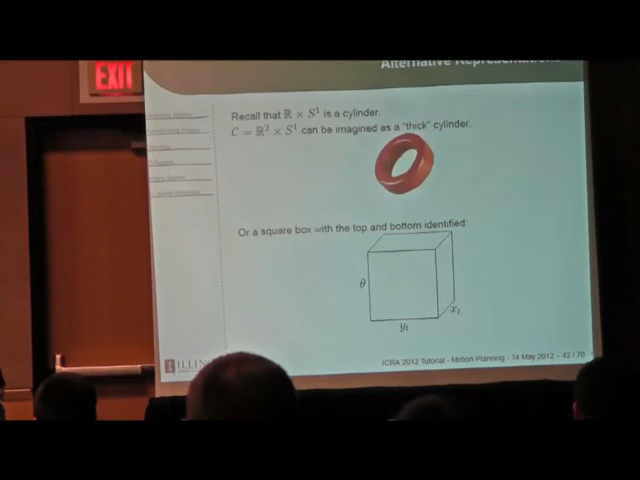 EXIT
Alternative Representations
Recall that ℝ × S¹ is a cylinder.
𝒞 = ℝ² × S¹ can be imagined as a "thick" cylinder.
Or a square box with the top and bottom identified:
θ
x_t
y_t
ILLIN
ICRA 2012 Tutorial - Motion Planning - 14 May 2012 – 42 / 70